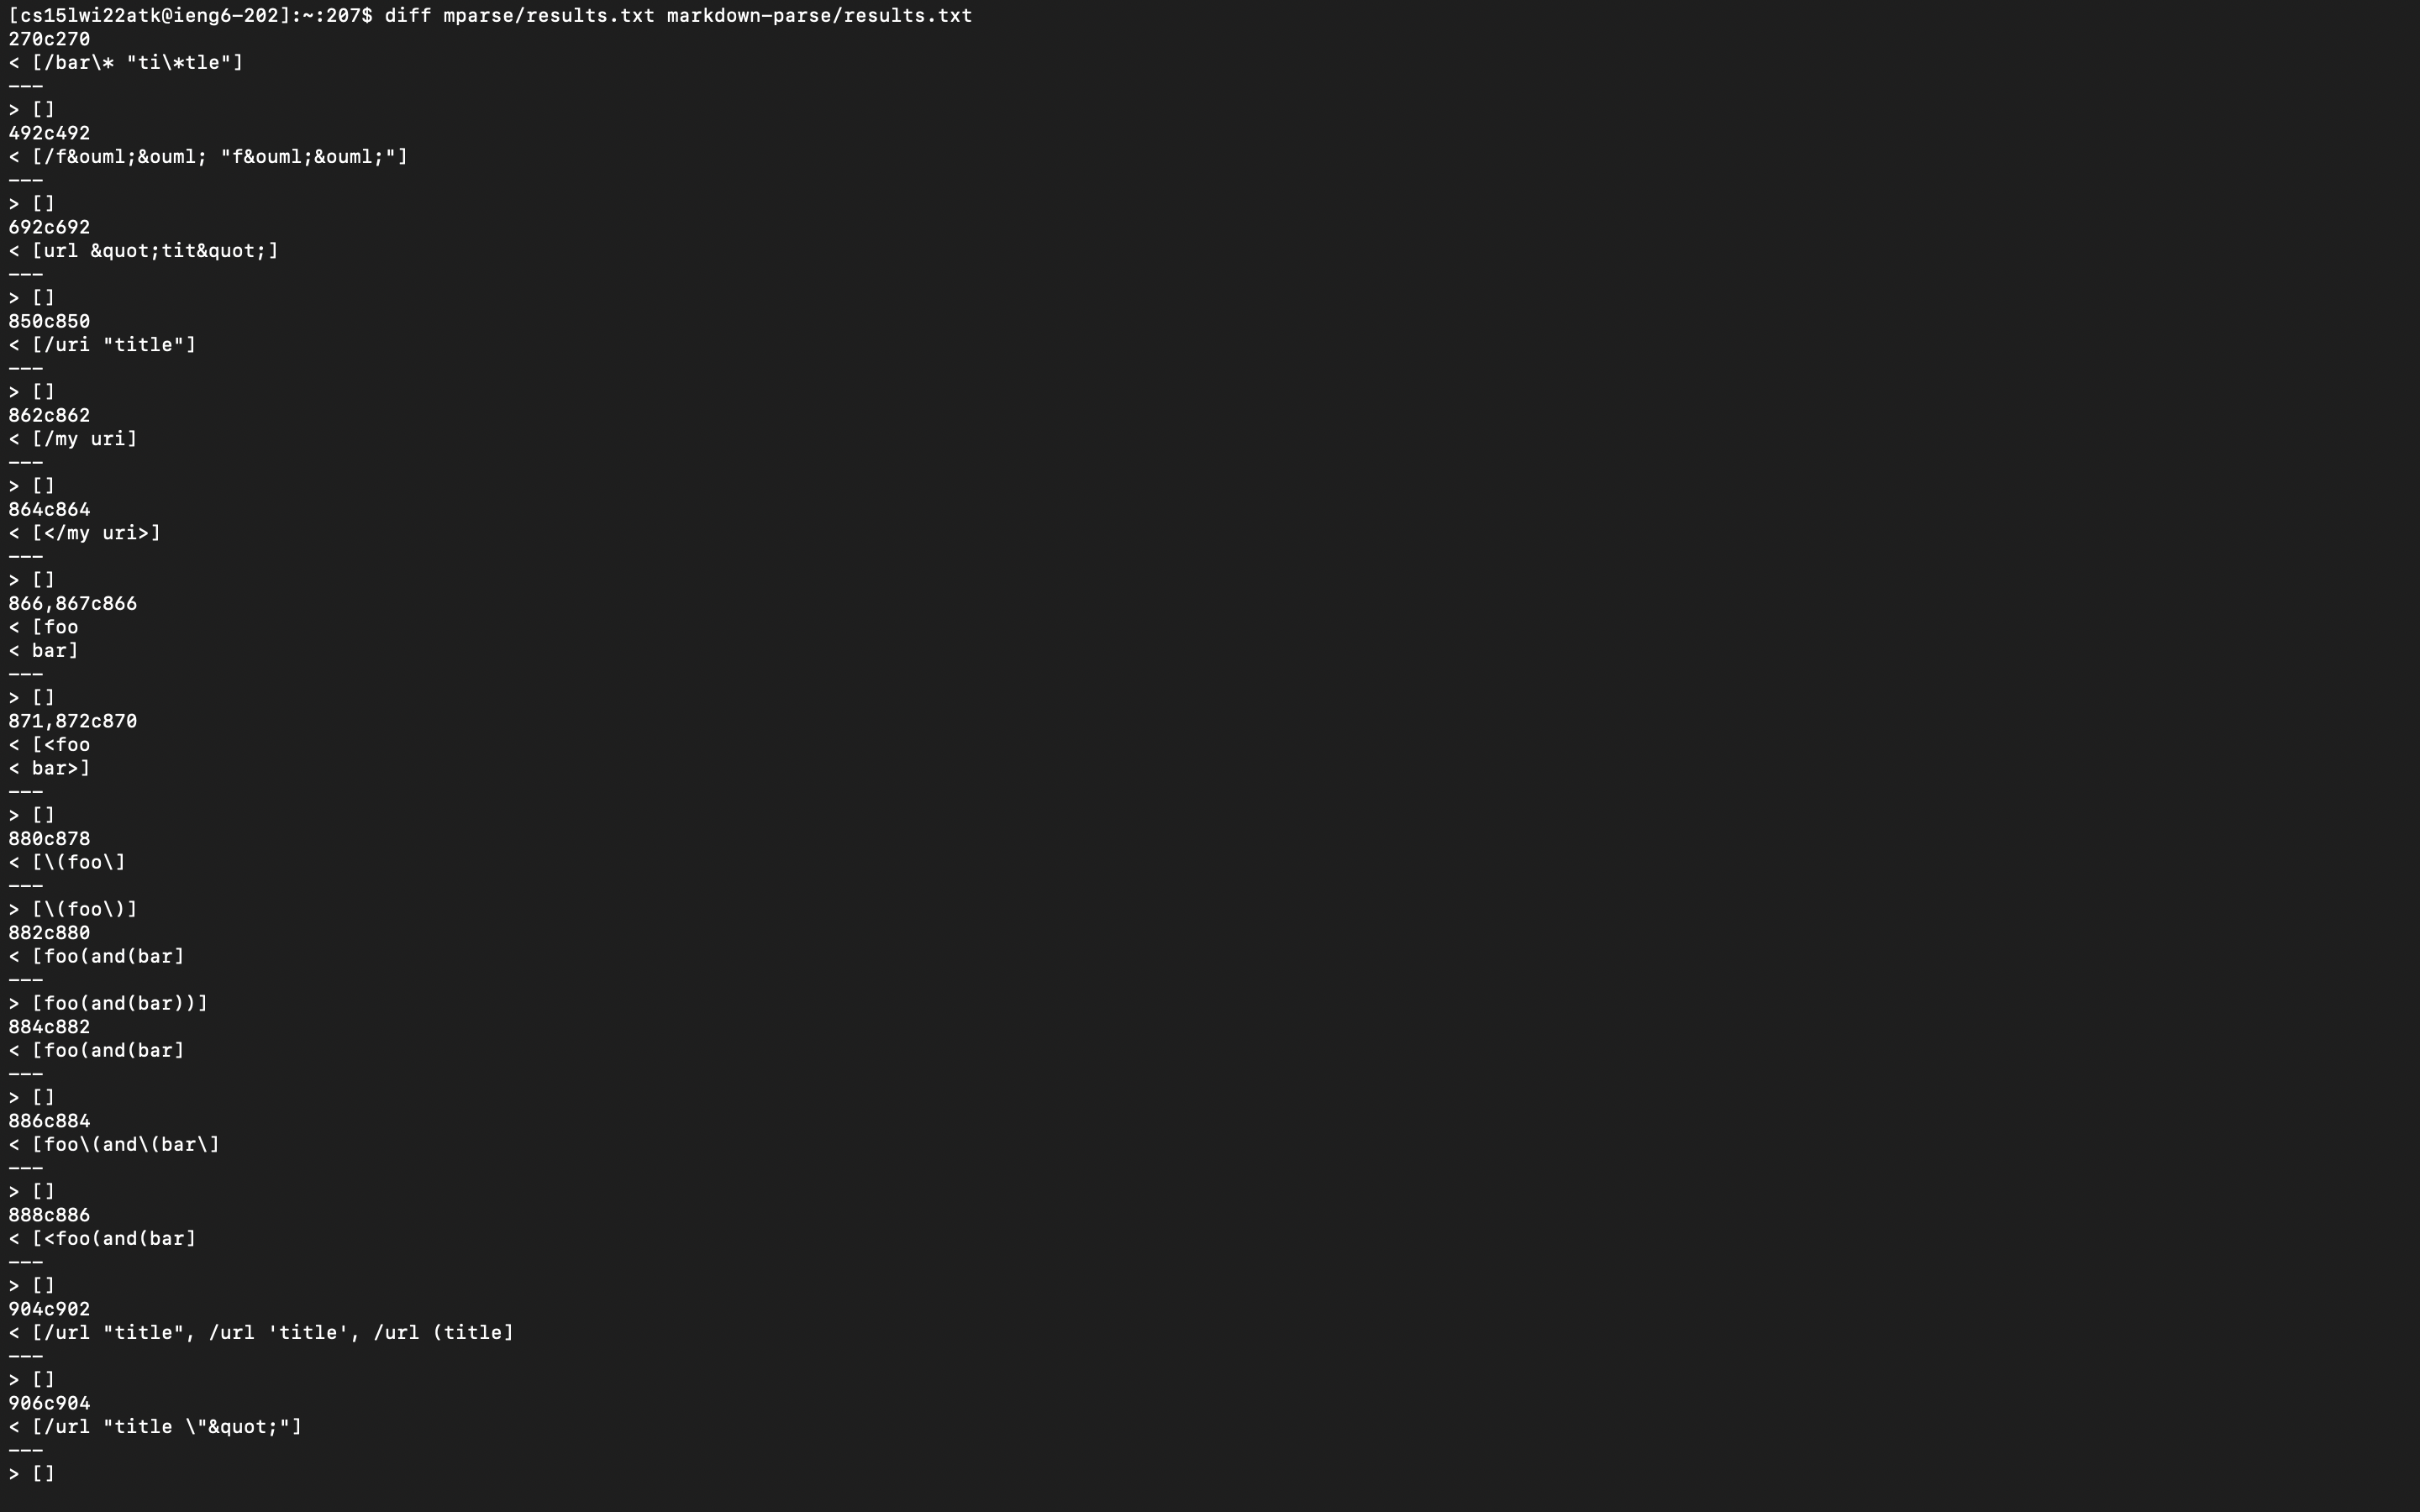 [cs15lwi22atk@ieng6-202]:~:207$ diff mparse/results.txt markdown-parse/results.txt
270c270
< [/bar\* "ti\*tle"]
---
> []
492c492
< [/f&ouml;&ouml; "f&ouml;&ouml;"]
---
> []
692c692
< [url &quot;tit&quot;]
---
> []
850c850
< [/uri "title"]
---
> []
862c862
< [/my uri]
---
> []
864c864
< [</my uri>]
---
> []
866,867c866
< [foo
< bar]
---
> []
871,872c870
< [<foo
< bar>]
---
> []
880c878
< [\(foo\]
---
> [\(foo\)]
882c880
< [foo(and(bar]
---
> [foo(and(bar))]
884c882
< [foo(and(bar]
---
> []
886c884
< [foo\(and\(bar\]
---
> []
888c886
< [<foo(and(bar]
---
> []
904c902
< [/url "title", /url 'title', /url (title]
---
> []
906c904
< [/url "title \"&quot;"]
---
> []